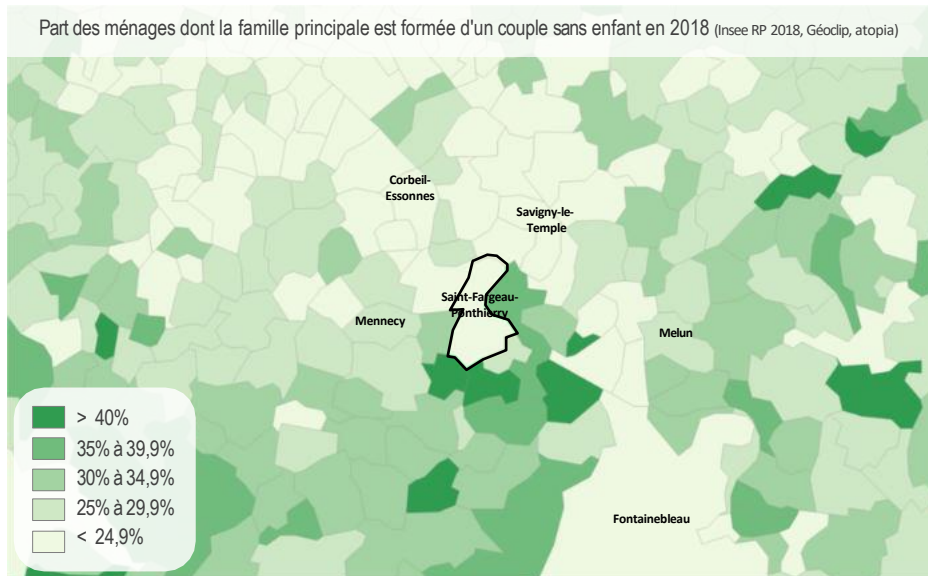 Part des ménages dont la famille principale est formée d'un couple sans enfant en 2018 (Insee RP 2018, Géoclip, atopia)
Corbeil-
Essonnes
Savigny-le-
Temple
Saint-Fargeau-
Ponthierry
Mennecy
Melun
> 40%
35% à 39,9%
30% à 34,9%
25% à 29,9%
< 24,9%
Fontainebleau